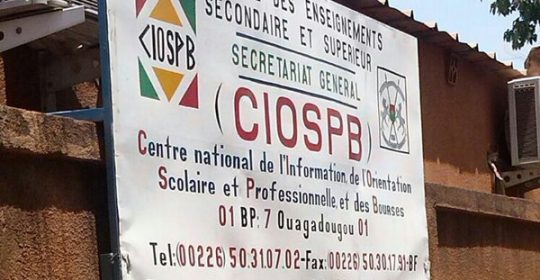 DES ENSEIGNEMENTS
SECONDAIRE ET SUPERIEUR
SECRETARIAT GENERAL
CIOSPB
(CIOSPB)
Centre national de l'Information, de l'Orientation
Scolaire et Professionnelle, et des Bourses
01 BP: 7 Ouagadougou 01
Tel:(00226) 50.31.07.02-Fax:(00226) 50.30.17.91-BF